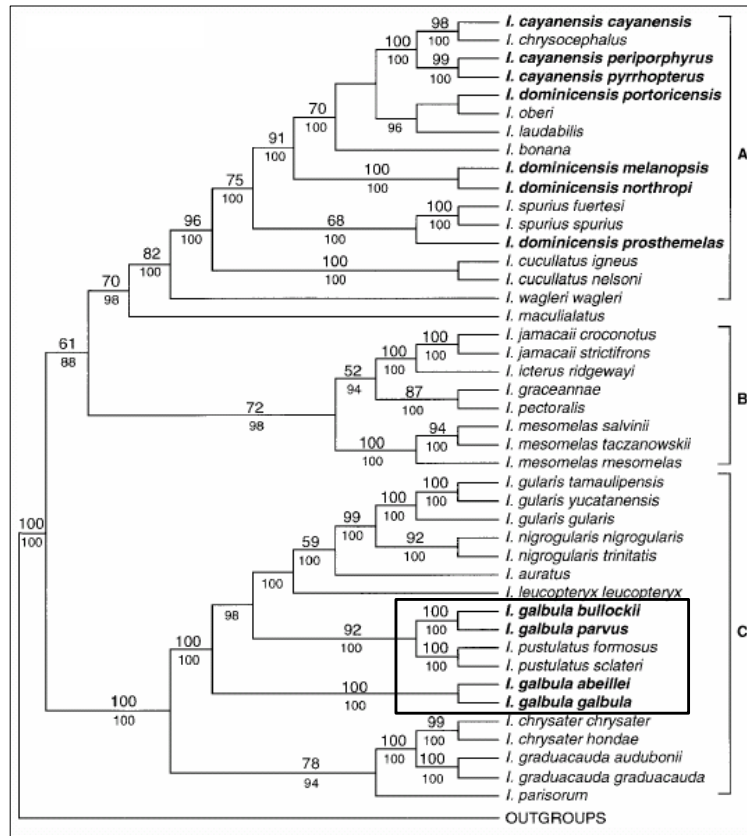 98 I. cayanensis cayanensis
100 100 I. chrysocephalus
100 99 I. cayanensis periporphyrus
100 I. cayanensis pyrrhopterus
I. dominicensis portoricensis
70 I. oberi
100 96 I. laudabilis
91 I. bonana
A
100 100 I. dominicensis melanopsis
75 100 I. dominicensis northropi
100 100 I. spurius fuertesi
96 68 100 I. spurius spurius
100 100 I. dominicensis prosthemelas
82 100 I. cucullatus igneus
100 100 I. cucullatus nelsoni
70 I. wagleri wagleri
98 I. maculialatus
100 I. jamacaii croconotus
61 100 100 I. jamacaii strictifrons
88 52 100 I. icterus ridgewayi
94 87 I. graceannae
B
72 100 I. pectoralis
98 94 I. mesomelas salvinii
100 100 I. mesomelas taczanowskii
100 I. mesomelas mesomelas
100 I. gularis tamaulipensis
100 100 I. gularis yucatanensis
99 100 I. gularis gularis
100 100 92 I. nigrogularis nigrogularis
100 59 100 I. nigrogularis trinitatis
100 100 I. auratus
I. leucopteryx leucopteryx
98 100 I. galbula bullockii
92 100 I. galbula parvus
C
100 100 100 I. pustulatus formosus
100 100 I. pustulatus sclateri
100 I. galbula abeillei
100 100 100 I. galbula galbula
100 99 I. chrysater chrysater
100 100 I. chrysater hondae
78 100 100 I. graduacauda audubonii
94 100 I. graduacauda graduacauda
I. parisorum
OUTGROUPS